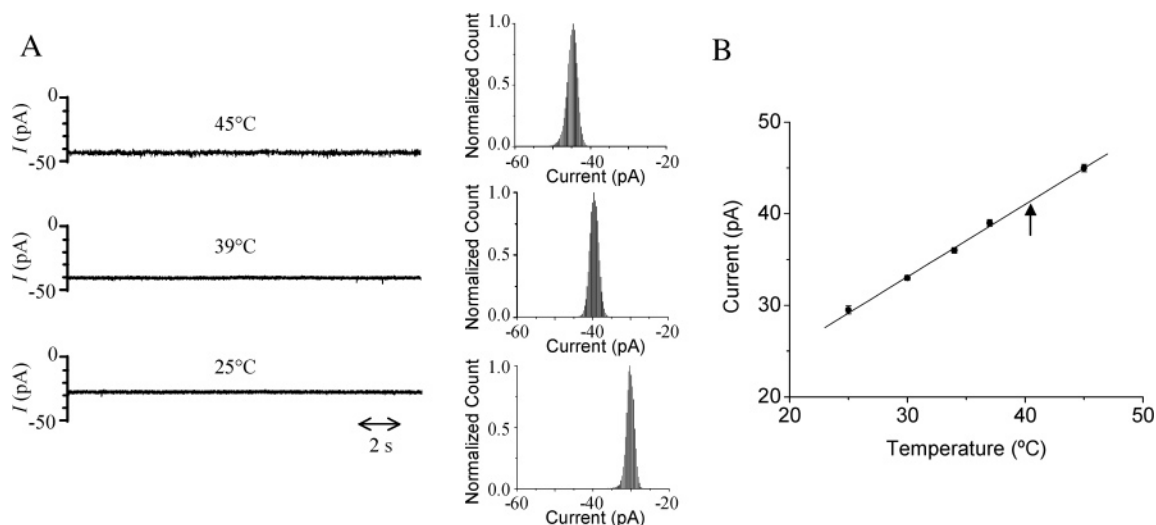 A
0
I (pA)
-50
45°C
0
I (pA)
-50
39°C
0
I (pA)
-50
25°C
2 s
Normalized Count
1.0
0.5
0.0
-60 -40 -20
Current (pA)
Normalized Count
1.0
0.5
0.0
-60 -40 -20
Current (pA)
Normalized Count
1.0
0.5
0.0
-60 -40 -20
Current (pA)
B
Current (pA)
50
40
30
20
20 30 40 50
Temperature (ºC)